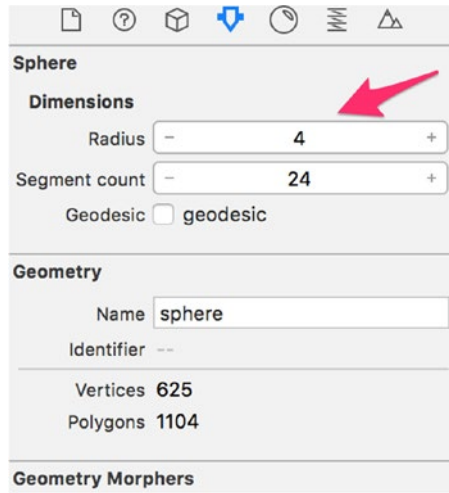 Sphere
Dimensions
Radius - 4 +
Segment count - 24 +
Geodesic geodesic
Geometry
Name sphere
Identifier --
Vertices 625
Polygons 1104
Geometry Morphers